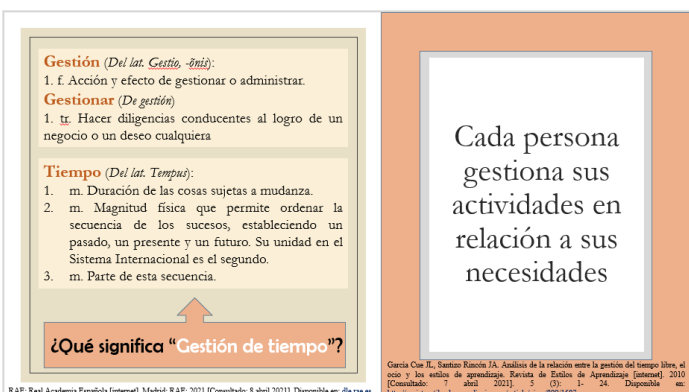 Gestión (Del lat. Gestio, -ōnis):
1. f. Acción y efecto de gestionar o administrar.
Gestionar (De gestión)
1. tr. Hacer diligencias conducentes al logro de un
negocio o un deseo cualquiera
Tiempo (Del lat. Tempus):
1. m. Duración de las cosas sujetas a mudanza.
2. m. Magnitud física que permite ordenar la
secuencia de los sucesos, estableciendo un
pasado, un presente y un futuro. Su unidad en el
Sistema Internacional es el segundo.
3. m. Parte de esta secuencia.
¿Qué significa “Gestión de tiempo”?
RAE: Real Academia Española [internet]. Madrid: RAE; 2021 [Consultado: 8 abril 2021]. Disponible en: dle.rae.es
Cada persona
gestiona sus
actividades en
relación a sus
necesidades
García Cue JL, Santizo Rincón JA. Análisis de la relación entre la gestión del tiempo libre, el
ocio y los estilos de aprendizaje. Revista de Estilos de Aprendizaje [internet]. 2010
[Consultado: 7 abril 2021]. 5 (3): 1- 24. Disponible en: